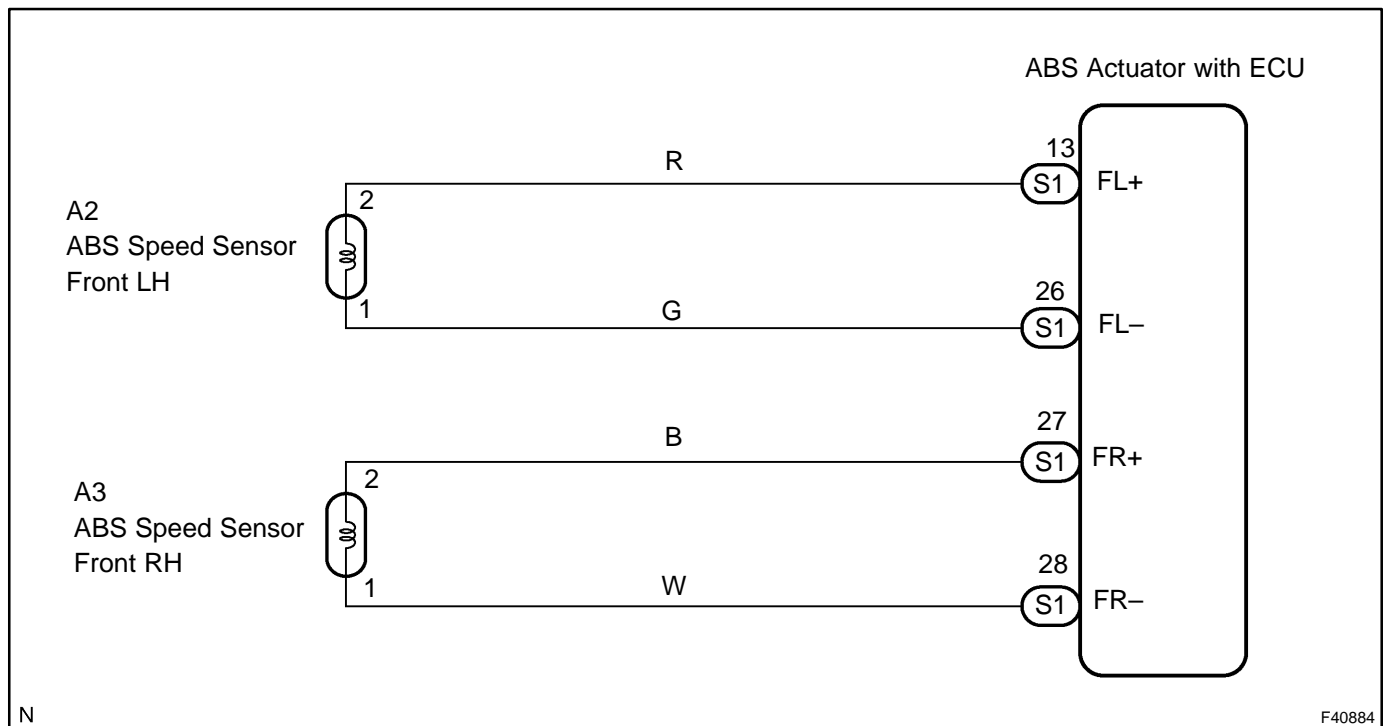 ABS Actuator with ECU
13
R
S1 FL+
2
A2
ABS Speed Sensor
Front LH
1
26
G
S1 FL–
27
B
S1 FR+
2
A3
ABS Speed Sensor
Front RH
1
28
W
S1 FR–
N
F40884